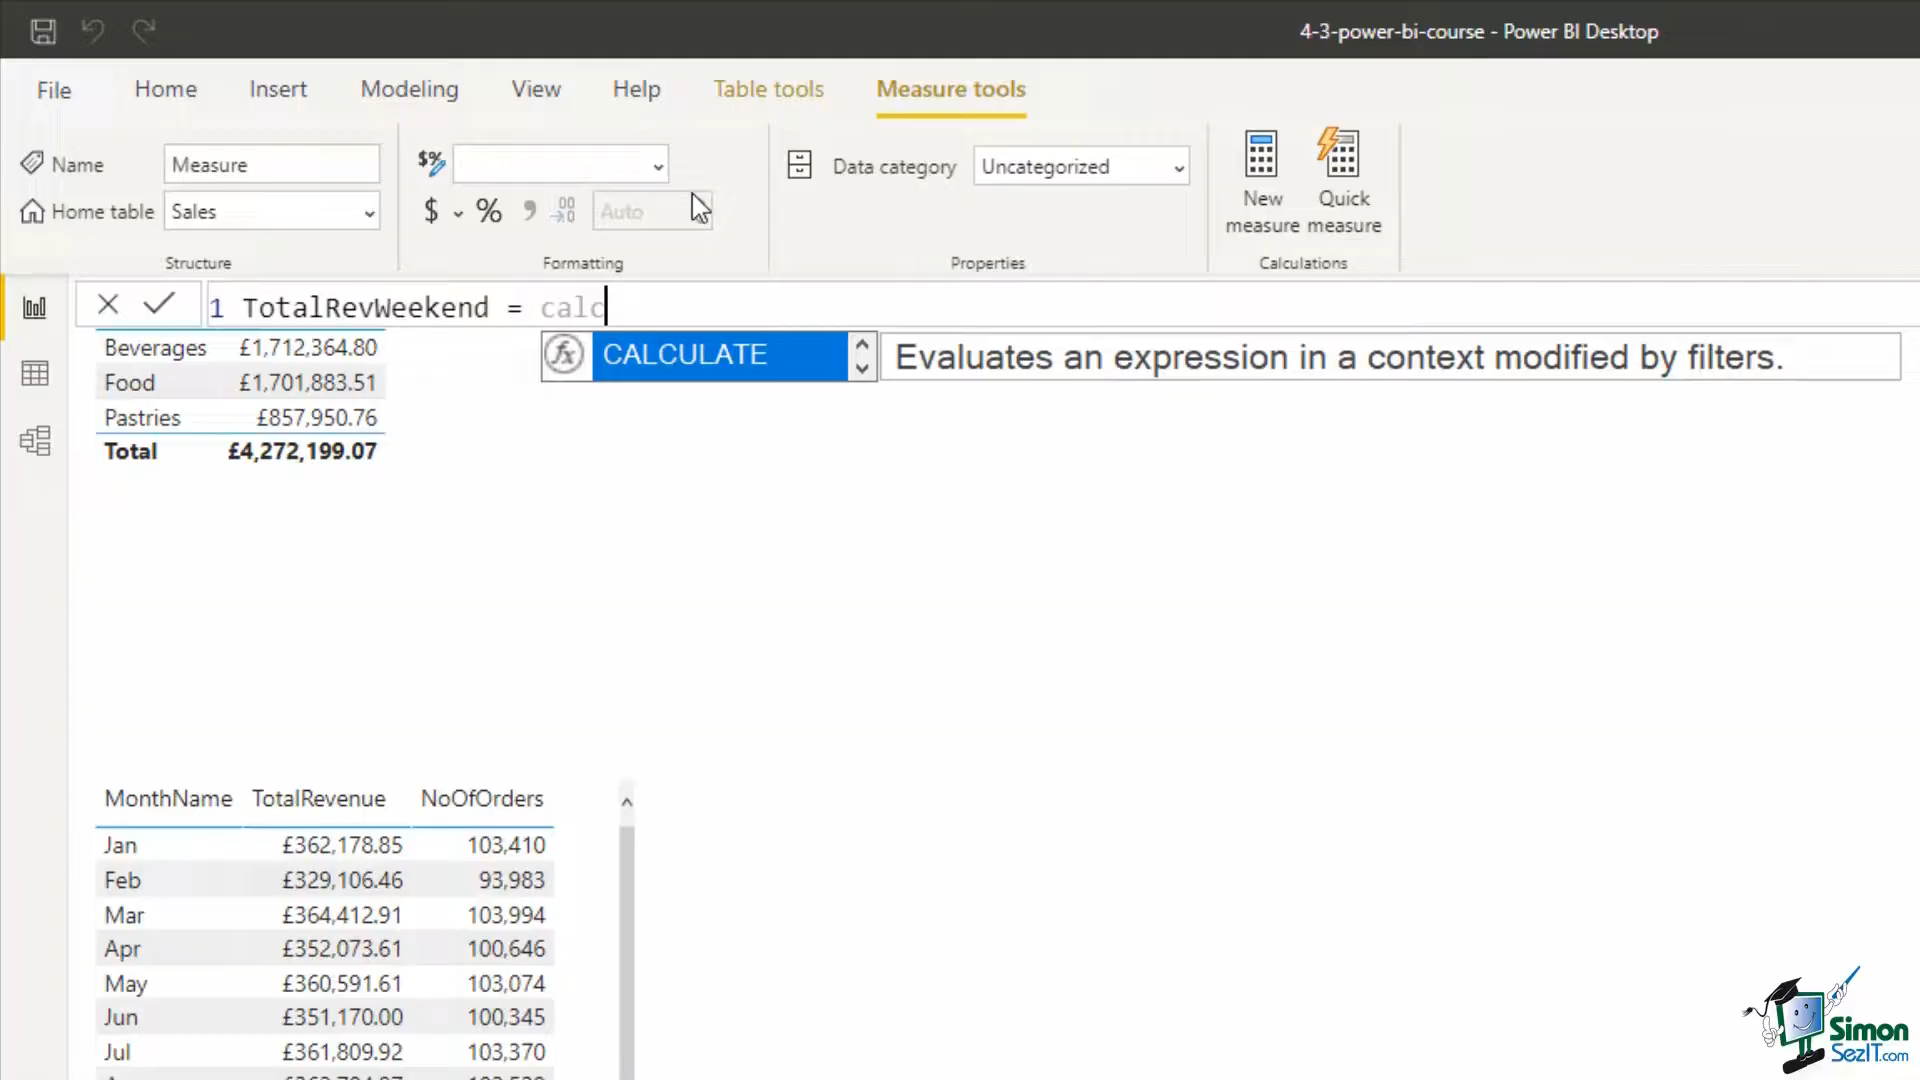 4-3-power-bi-course - Power BI Desktop
File Home Insert Modeling View Help Table tools Measure tools
Name Measure
$%
Data category Uncategorized
Home table Sales
$ % 9 .00 →.0 Auto
New measure
Quick measure
Structure Formatting Properties Calculations
1 TotalRevWeekend = calc
fx CALCULATE Evaluates an expression in a context modified by filters.
Beverages £1,712,364.80
Food £1,701,883.51
Pastries £857,950.76
Total £4,272,199.07
MonthName TotalRevenue NoOfOrders
Jan £362,178.85 103,410
Feb £329,106.46 93,983
Mar £364,412.91 103,994
Apr £352,073.61 100,646
May £360,591.61 103,074
Jun £351,170.00 100,345
Jul £361,809.92 103,370
Simon
SezIT.com